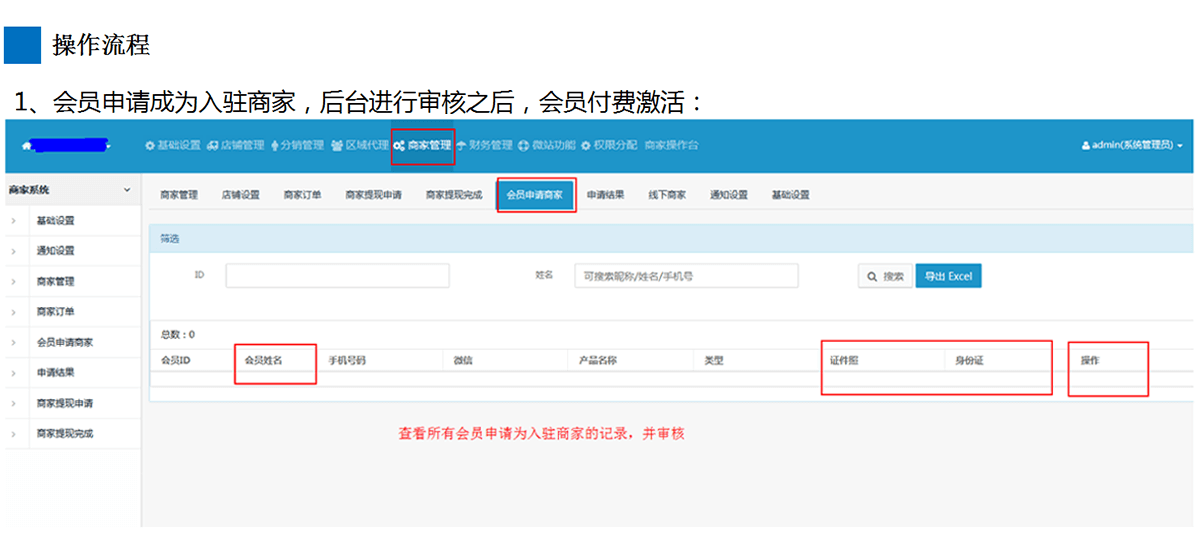 操作流程
1、会员申请成为入驻商家，后台进行审核之后，会员付费激活：
基础设置 店铺管理 分销管理 区域代理 商家管理 财务管理 微站功能 权限分配 商家操作台 admin(系统管理员)
商家系统 商家管理 店铺设置 商家订单 商家提现申请 商家提现完成 会员申请商家 申请结果 线下商家 通知设置 基础设置
基础设置
通知设置
商家管理
商家订单
会员申请商家
申请结果
商家提现申请
商家提现完成
筛选
ID 姓名 可搜索昵称/姓名/手机号 搜索 导出 Excel
总数：0
会员ID 会员姓名 手机号码 微信 产品名称 类型 证件照 身份证 操作
查看所有会员申请为入驻商家的记录，并审核